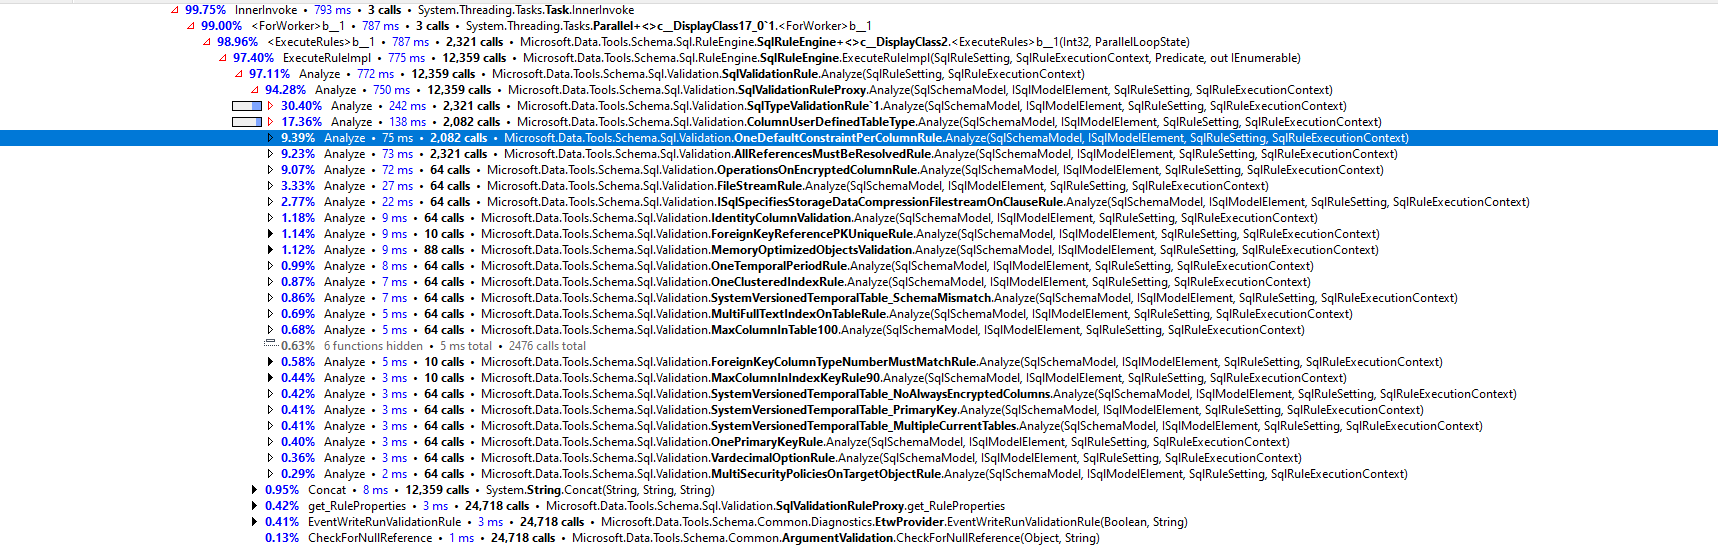 99.75% InnerInvoke • 793 ms • 3 calls • System.Threading.Tasks.Task.InnerInvoke
99.00% <ForWorker>b__1 • 787 ms • 3 calls • System.Threading.Tasks.Parallel+<>c__DisplayClass17_0`1.<ForWorker>b__1
98.96% <ExecuteRules>b__1 • 787 ms • 2,321 calls • Microsoft.Data.Tools.Schema.Sql.RuleEngine.SqlRuleEngine+<>c__DisplayClass2.<ExecuteRules>b__1(Int32, ParallelLoopState)
97.40% ExecuteRuleImpl • 775 ms • 12,359 calls • Microsoft.Data.Tools.Schema.Sql.RuleEngine.SqlRuleEngine.ExecuteRuleImpl(SqlRuleSetting, SqlRuleExecutionContext, Predicate, out IEnumerable)
97.11% Analyze • 772 ms • 12,359 calls • Microsoft.Data.Tools.Schema.Sql.Validation.SqlValidationRule.Analyze(SqlRuleSetting, SqlRuleExecutionContext)
94.28% Analyze • 750 ms • 12,359 calls • Microsoft.Data.Tools.Schema.Sql.Validation.SqlValidationRuleProxy.Analyze(SqlSchemaModel, ISqlModelElement, SqlRuleSetting, SqlRuleExecutionContext)
30.40% Analyze • 242 ms • 2,321 calls • Microsoft.Data.Tools.Schema.Sql.Validation.SqlTypeValidationRule`1.Analyze(SqlSchemaModel, ISqlModelElement, SqlRuleSetting, SqlRuleExecutionContext)
17.36% Analyze • 138 ms • 2,082 calls • Microsoft.Data.Tools.Schema.Sql.Validation.ColumnUserDefinedTableType.Analyze(SqlSchemaModel, ISqlModelElement, SqlRuleSetting, SqlRuleExecutionContext)
9.39% Analyze • 75 ms • 2,082 calls • Microsoft.Data.Tools.Schema.Sql.Validation.OneDefaultConstraintPerColumnRule.Analyze(SqlSchemaModel, ISqlModelElement, SqlRuleSetting, SqlRuleExecutionContext)
9.23% Analyze • 73 ms • 2,321 calls • Microsoft.Data.Tools.Schema.Sql.Validation.AllReferencesMustBeResolvedRule.Analyze(SqlSchemaModel, ISqlModelElement, SqlRuleSetting, SqlRuleExecutionContext)
9.07% Analyze • 72 ms • 64 calls • Microsoft.Data.Tools.Schema.Sql.Validation.OperationsOnEncryptedColumnRule.Analyze(SqlSchemaModel, ISqlModelElement, SqlRuleSetting, SqlRuleExecutionContext)
3.33% Analyze • 27 ms • 64 calls • Microsoft.Data.Tools.Schema.Sql.Validation.FileStreamRule.Analyze(SqlSchemaModel, ISqlModelElement, SqlRuleSetting, SqlRuleExecutionContext)
2.77% Analyze • 22 ms • 64 calls • Microsoft.Data.Tools.Schema.Sql.Validation.ISqlSpecifiesStorageDataCompressionFilestreamOnClauseRule.Analyze(SqlSchemaModel, ISqlModelElement, SqlRuleSetting, SqlRuleExecutionContext)
1.18% Analyze • 9 ms • 64 calls • Microsoft.Data.Tools.Schema.Sql.Validation.IdentityColumnValidation.Analyze(SqlSchemaModel, ISqlModelElement, SqlRuleSetting, SqlRuleExecutionContext)
1.14% Analyze • 9 ms • 10 calls • Microsoft.Data.Tools.Schema.Sql.Validation.ForeignKeyReferencePKUniqueRule.Analyze(SqlSchemaModel, ISqlModelElement, SqlRuleSetting, SqlRuleExecutionContext)
1.12% Analyze • 9 ms • 88 calls • Microsoft.Data.Tools.Schema.Sql.Validation.MemoryOptimizedObjectsValidation.Analyze(SqlSchemaModel, ISqlModelElement, SqlRuleSetting, SqlRuleExecutionContext)
0.99% Analyze • 8 ms • 64 calls • Microsoft.Data.Tools.Schema.Sql.Validation.OneTemporalPeriodRule.Analyze(SqlSchemaModel, ISqlModelElement, SqlRuleSetting, SqlRuleExecutionContext)
0.87% Analyze • 7 ms • 64 calls • Microsoft.Data.Tools.Schema.Sql.Validation.OneClusteredIndexRule.Analyze(SqlSchemaModel, ISqlModelElement, SqlRuleSetting, SqlRuleExecutionContext)
0.86% Analyze • 7 ms • 64 calls • Microsoft.Data.Tools.Schema.Sql.Validation.SystemVersionedTemporalTable_SchemaMismatch.Analyze(SqlSchemaModel, ISqlModelElement, SqlRuleSetting, SqlRuleExecutionContext)
0.69% Analyze • 5 ms • 64 calls • Microsoft.Data.Tools.Schema.Sql.Validation.MultiFullTextIndexOnTableRule.Analyze(SqlSchemaModel, ISqlModelElement, SqlRuleSetting, SqlRuleExecutionContext)
0.68% Analyze • 5 ms • 64 calls • Microsoft.Data.Tools.Schema.Sql.Validation.MaxColumnInTable100.Analyze(SqlSchemaModel, ISqlModelElement, SqlRuleSetting, SqlRuleExecutionContext)
0.63% 6 functions hidden • 5 ms total • 2476 calls total
0.58% Analyze • 5 ms • 10 calls • Microsoft.Data.Tools.Schema.Sql.Validation.ForeignKeyColumnTypeNumberMustMatchRule.Analyze(SqlSchemaModel, ISqlModelElement, SqlRuleSetting, SqlRuleExecutionContext)
0.44% Analyze • 3 ms • 10 calls • Microsoft.Data.Tools.Schema.Sql.Validation.MaxColumnInIndexKeyRule90.Analyze(SqlSchemaModel, ISqlModelElement, SqlRuleSetting, SqlRuleExecutionContext)
0.42% Analyze • 3 ms • 64 calls • Microsoft.Data.Tools.Schema.Sql.Validation.SystemVersionedTemporalTable_NoAlwaysEncryptedColumns.Analyze(SqlSchemaModel, ISqlModelElement, SqlRuleSetting, SqlRuleExecutionContext)
0.41% Analyze • 3 ms • 64 calls • Microsoft.Data.Tools.Schema.Sql.Validation.SystemVersionedTemporalTable_PrimaryKey.Analyze(SqlSchemaModel, ISqlModelElement, SqlRuleSetting, SqlRuleExecutionContext)
0.41% Analyze • 3 ms • 64 calls • Microsoft.Data.Tools.Schema.Sql.Validation.SystemVersionedTemporalTable_MultipleCurrentTables.Analyze(SqlSchemaModel, ISqlModelElement, SqlRuleSetting, SqlRuleExecutionContext)
0.40% Analyze • 3 ms • 64 calls • Microsoft.Data.Tools.Schema.Sql.Validation.OnePrimaryKeyRule.Analyze(SqlSchemaModel, ISqlModelElement, SqlRuleSetting, SqlRuleExecutionContext)
0.36% Analyze • 3 ms • 64 calls • Microsoft.Data.Tools.Schema.Sql.Validation.VardecimalOptionRule.Analyze(SqlSchemaModel, ISqlModelElement, SqlRuleSetting, SqlRuleExecutionContext)
0.29% Analyze • 2 ms • 64 calls • Microsoft.Data.Tools.Schema.Sql.Validation.MultiSecurityPoliciesOnTargetObjectRule.Analyze(SqlSchemaModel, ISqlModelElement, SqlRuleSetting, SqlRuleExecutionContext)
0.95% Concat • 8 ms • 12,359 calls • System.String.Concat(String, String, String)
0.42% get_RuleProperties • 3 ms • 24,718 calls • Microsoft.Data.Tools.Schema.Sql.Validation.SqlValidationRuleProxy.get_RuleProperties
0.41% EventWriteRunValidationRule • 3 ms • 24,718 calls • Microsoft.Data.Tools.Schema.Common.Diagnostics.EtwProvider.EventWriteRunValidationRule(Boolean, String)
0.13% CheckForNullReference • 1 ms • 24,718 calls • Microsoft.Data.Tools.Schema.Common.ArgumentValidation.CheckForNullReference(Object, String)